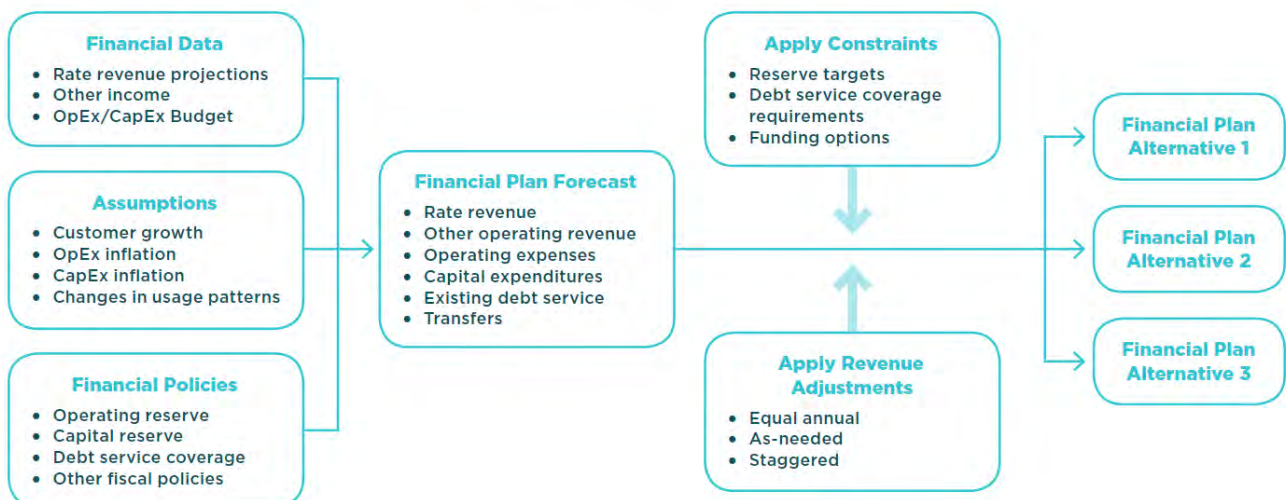 Financial Data
• Rate revenue projections
• Other income
• OpEx/CapEx Budget
Assumptions
• Customer growth
• OpEx inflation
• CapEx inflation
• Changes in usage patterns
Financial Policies
• Operating reserve
• Capital reserve
• Debt service coverage
• Other fiscal policies
Financial Plan Forecast
• Rate revenue
• Other operating revenue
• Operating expenses
• Capital expenditures
• Existing debt service
• Transfers
Apply Constraints
• Reserve targets
• Debt service coverage
requirements
• Funding options
Apply Revenue
Adjustments
• Equal annual
• As-needed
• Staggered
Financial Plan
Alternative 1
Financial Plan
Alternative 2
Financial Plan
Alternative 3